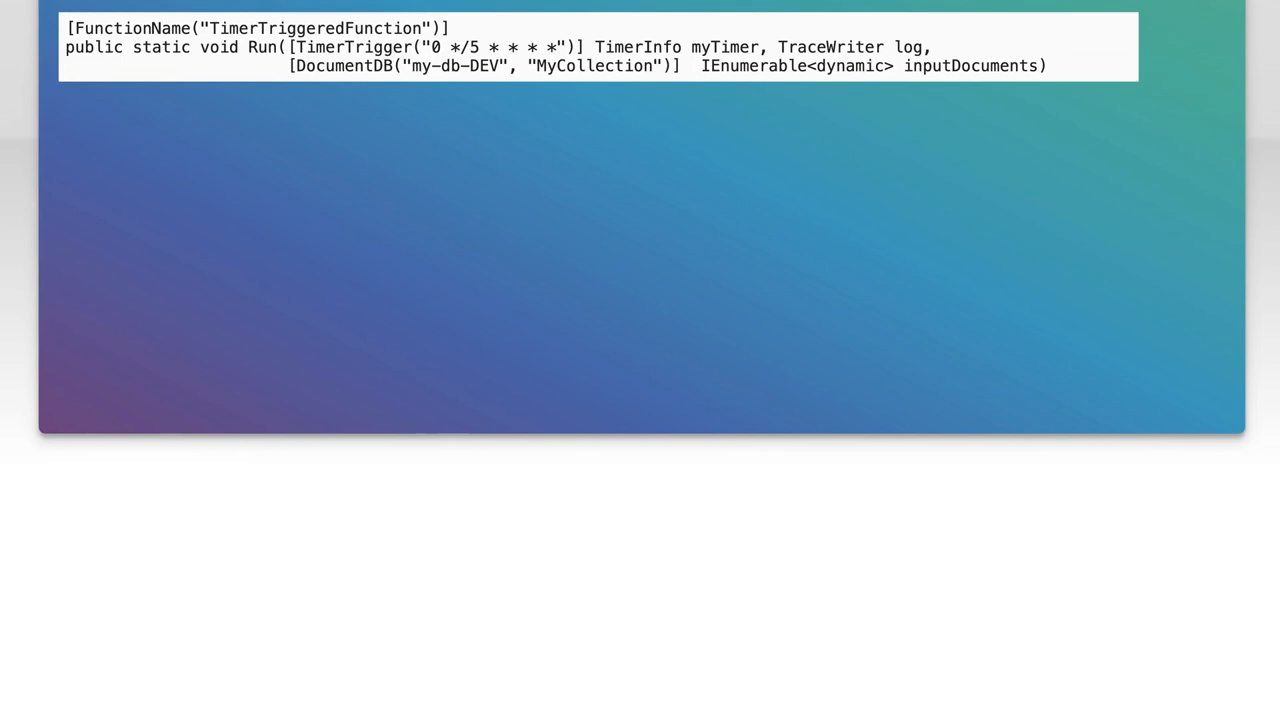 [FunctionName("TimerTriggeredFunction")]
public static void Run([TimerTrigger("0 */5 * * * *")] TimerInfo myTimer, TraceWriter log,
[DocumentDB("my-db-DEV", "MyCollection")]  IEnumerable<dynamic> inputDocuments)